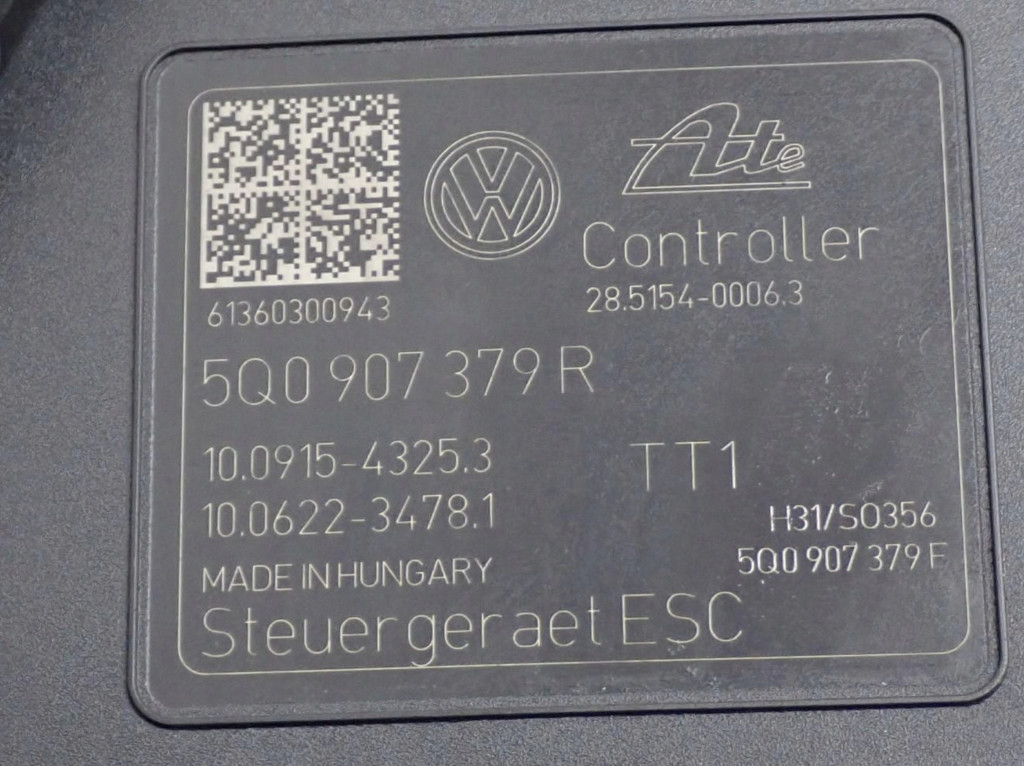 Ate
Controller
28.5154-0006.3
61360300943
5Q0 907 379 R
10.0915-4325.3
TT1
10.0622-3478.1
H31/SO356
MADE IN HUNGARY
5Q0 907 379 F
Steuergeraet ESC